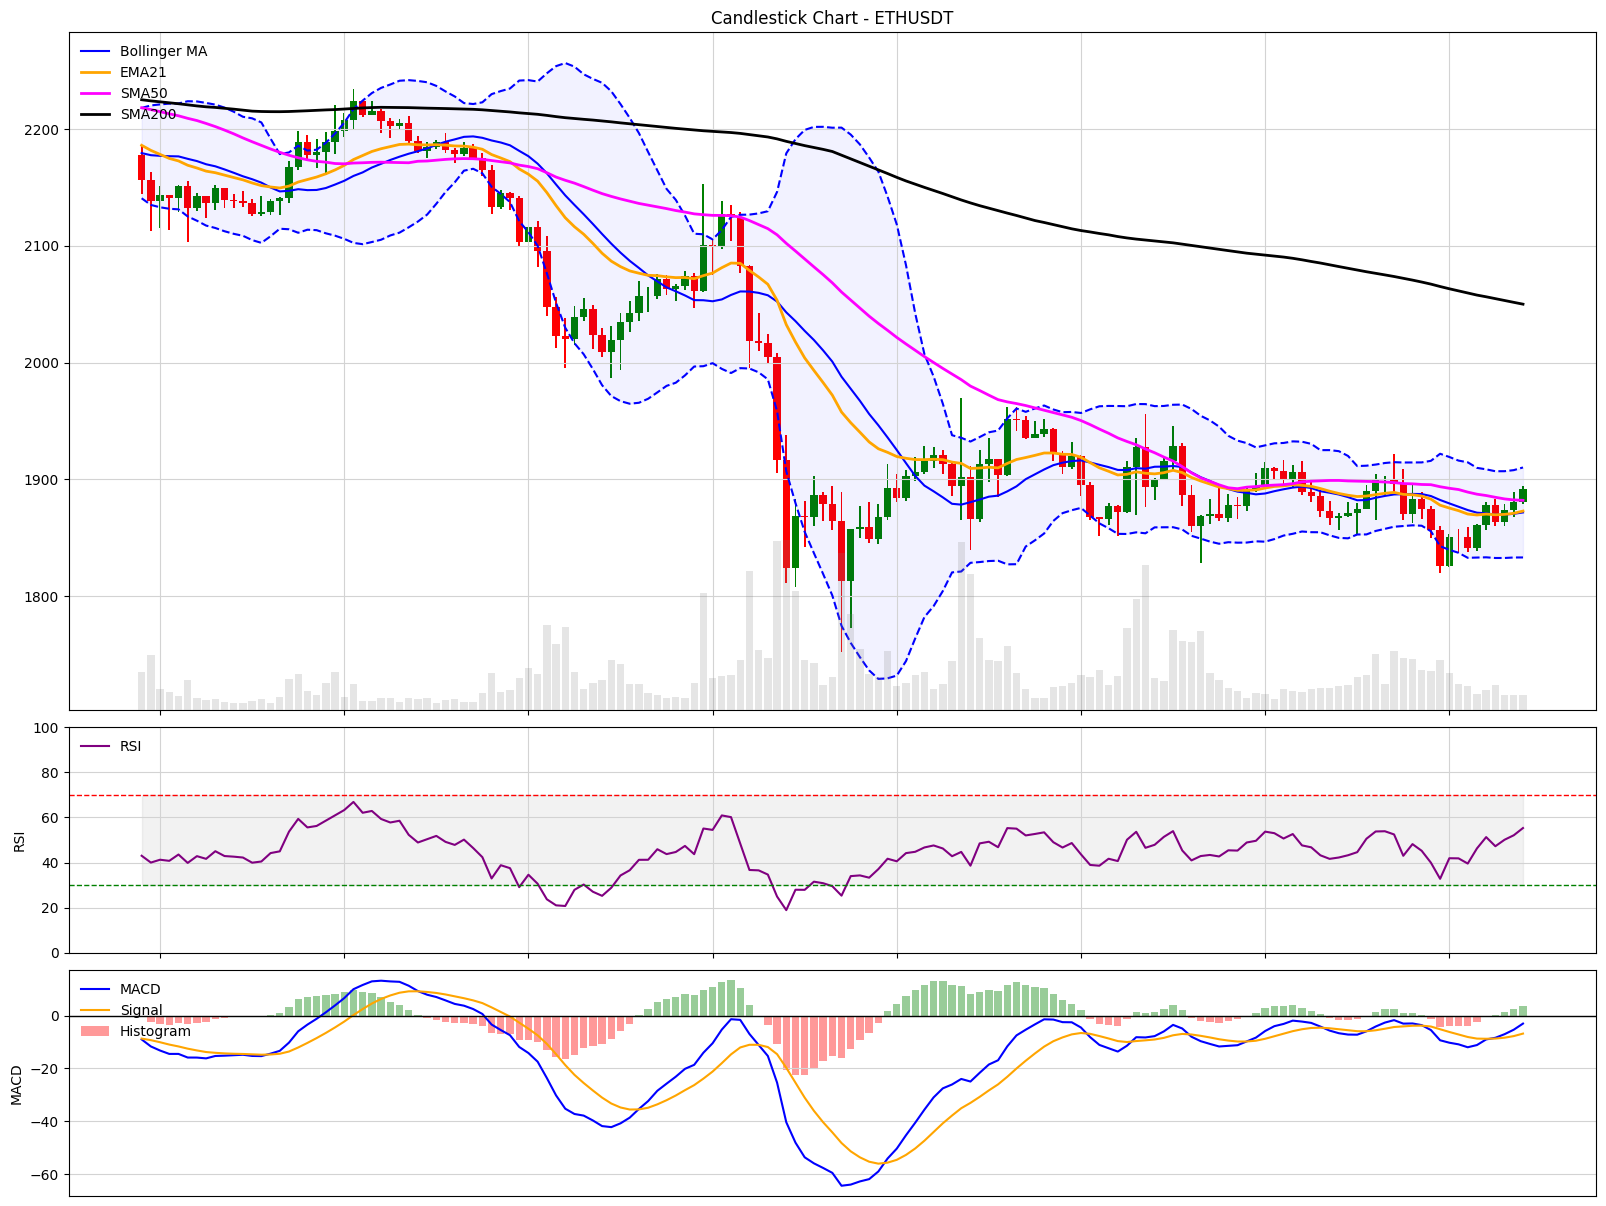 Candlestick Chart - ETHUSDT
Bollinger MA
EMA21
SMA50
SMA200
2200
2100
2000
1900
1800
100
80
60
40
20
0
RSI
RSI
MACD
Signal
Histogram
0
−20
−40
−60
MACD